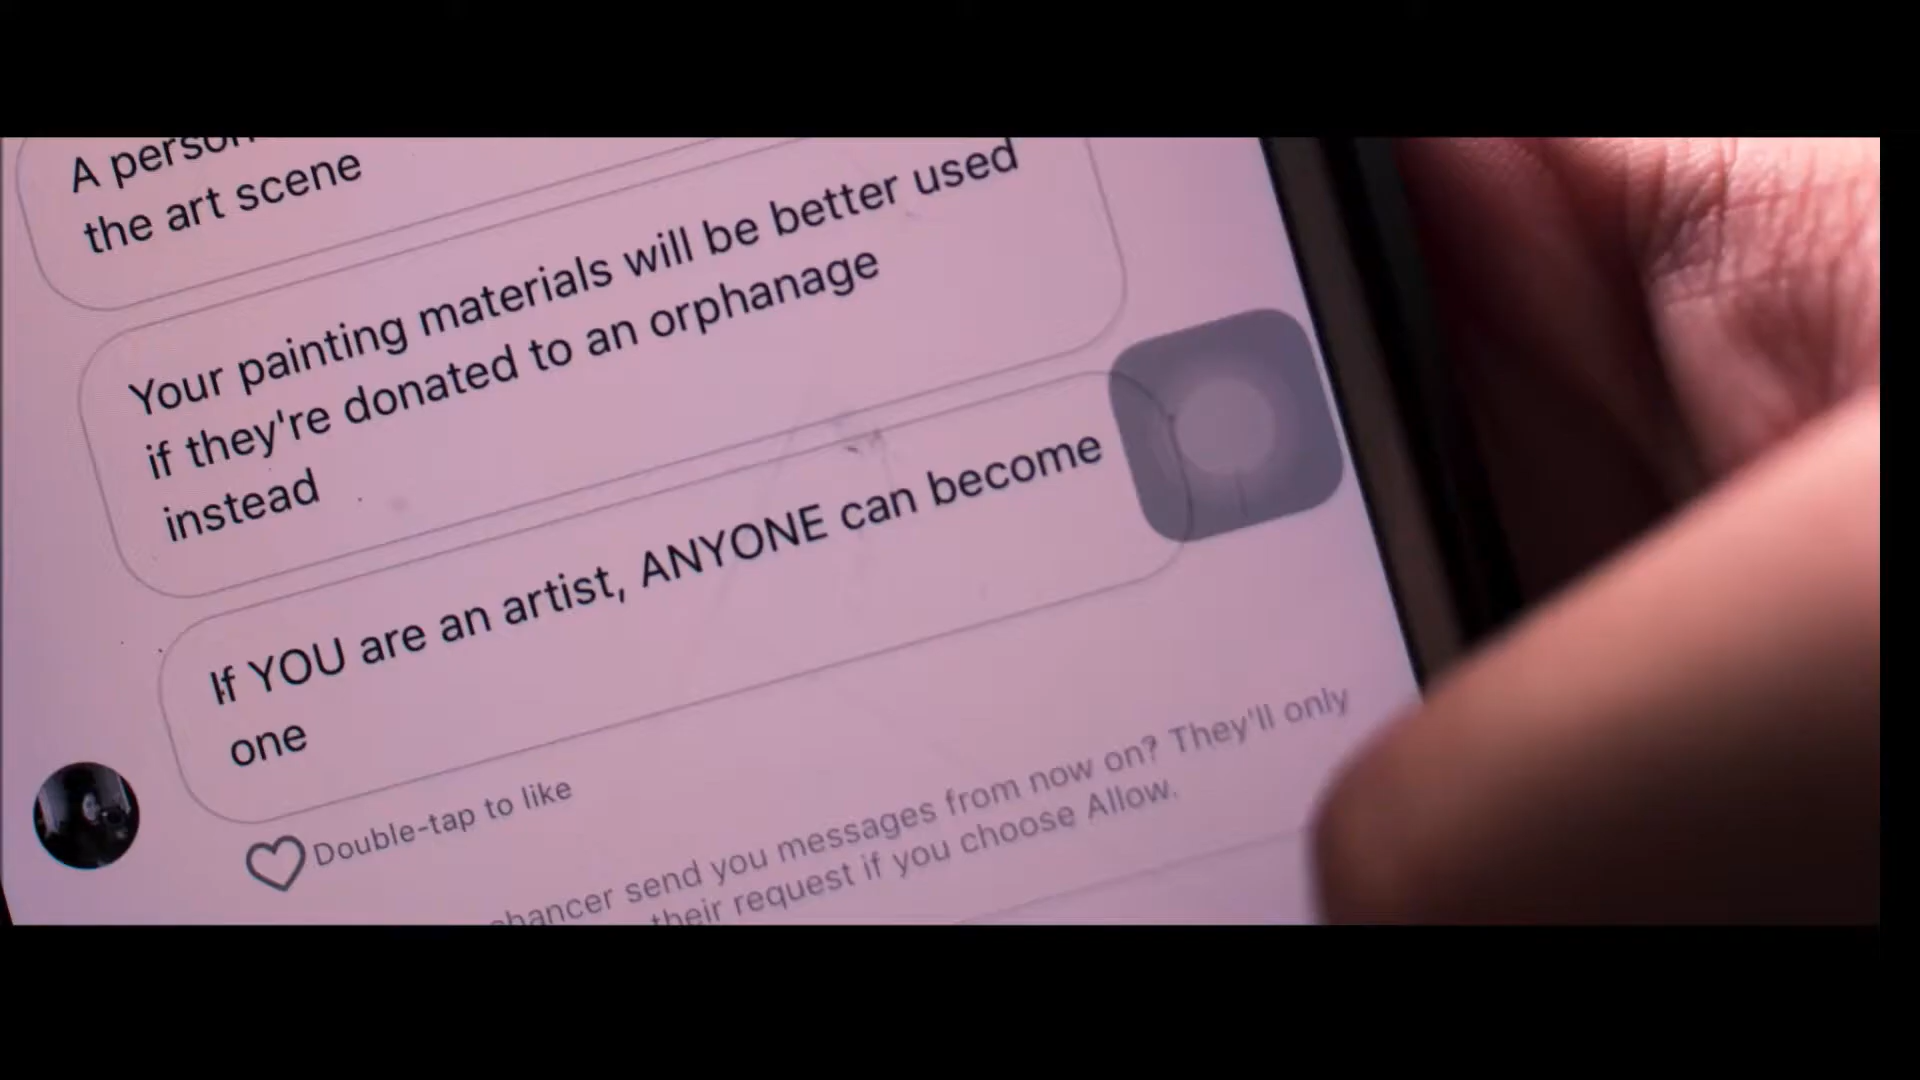 A person
the art scene
Your painting materials will be better used
if they're donated to an orphanage
instead
If YOU are an artist, ANYONE can become
one
Double-tap to like
send you messages from now on? They'll only
their request if you choose Allow.